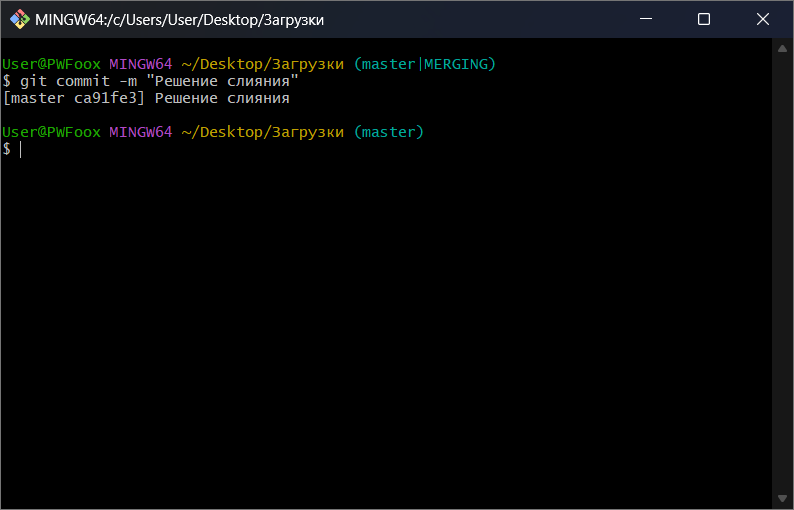 MINGW64:/c/Users/User/Desktop/Загрузки
User@PWFoox MINGW64 ~/Desktop/Загрузки (master|MERGING)
$ git commit -m "Решение слияния"
[master ca91fe3] Решение слияния
User@PWFoox MINGW64 ~/Desktop/Загрузки (master)
$